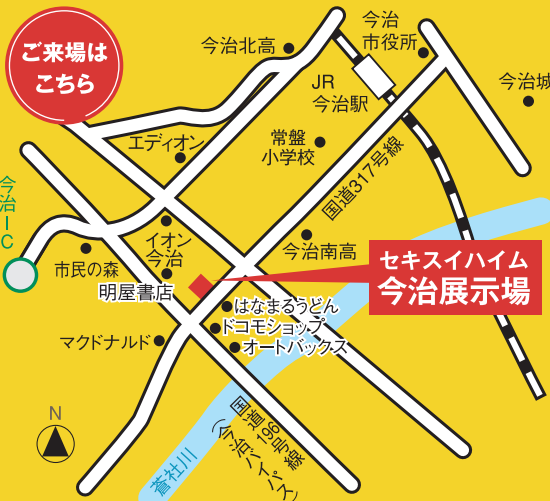 ご来場は
こちら
今治北高
今治
市役所
JR
今治駅
今治城
エディオン
常盤
小学校
国道317号線
今治IC
イオン
今治
今治南高
市民の森
明屋書店
セキスイハイム
今治展示場
はなまるうどん
ドコモショップ
オートバックス
マクドナルド
N
国道196号線
(今治バイパス)
蒼社川